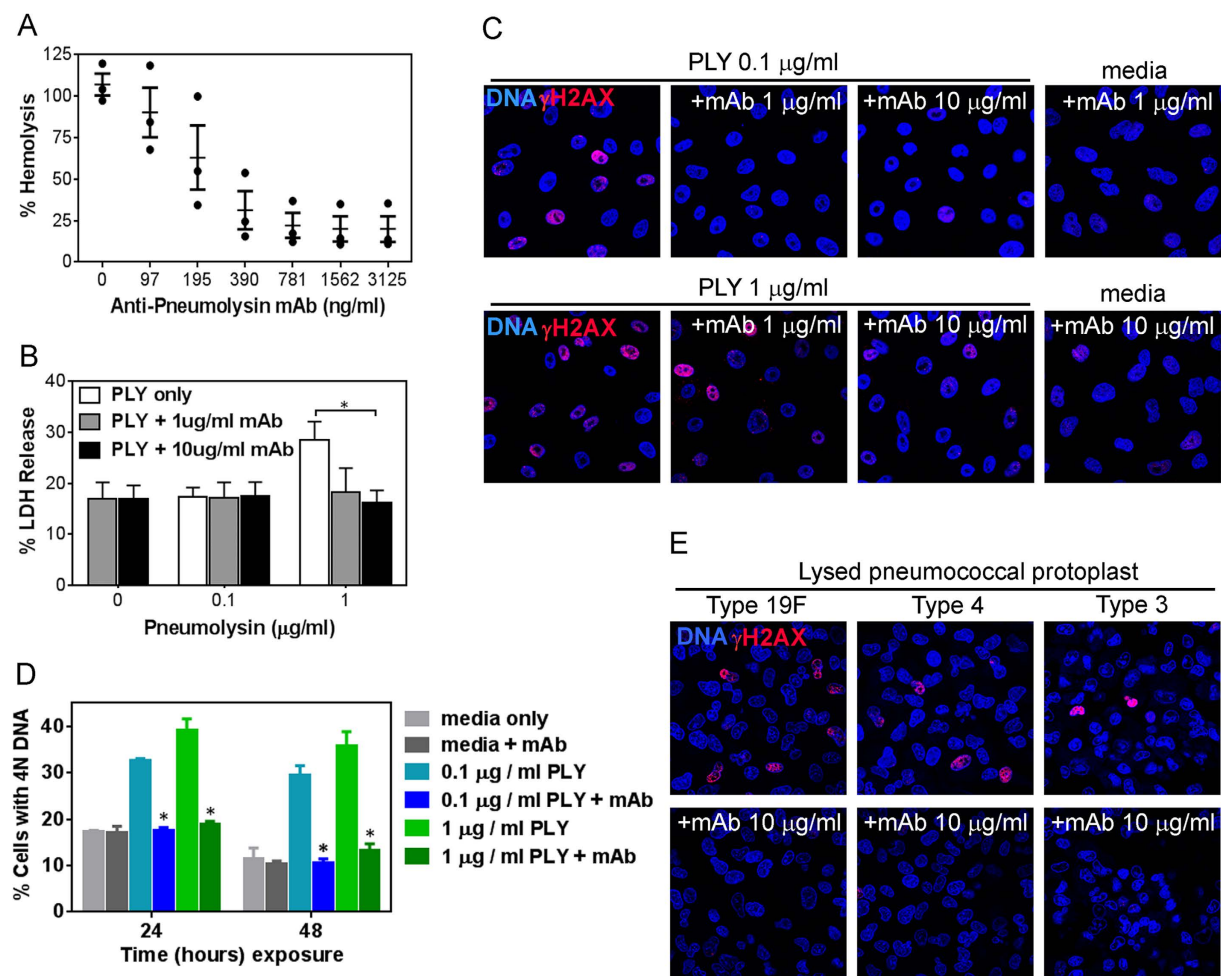 A
125
100
75
50
25
0
% Hemolysis
0 97 195 390 781 1562 3125
Anti-Pneumolysin mAb (ng/ml)
B
40
30
20
10
0
% LDH Release
PLY only
PLY + 1ug/ml mAb
PLY + 10ug/ml mAb
*
0 0.1 1
Pneumolysin (μg/ml)
C
PLY 0.1 μg/ml
media
DNA γH2AX
+mAb 1 μg/ml
+mAb 10 μg/ml
+mAb 1 μg/ml
PLY 1 μg/ml
media
DNA γH2AX
+mAb 1 μg/ml
+mAb 10 μg/ml
+mAb 10 μg/ml
D
40
30
20
10
0
% Cells with 4N DNA
* * * *
24 48
Time (hours) exposure
media only
media + mAb
0.1 μg / ml PLY
0.1 μg / ml PLY + mAb
1 μg / ml PLY
1 μg / ml PLY + mAb
E
Lysed pneumococcal protoplast
Type 19F Type 4 Type 3
DNA γH2AX
+mAb 10 μg/ml
+mAb 10 μg/ml
+mAb 10 μg/ml